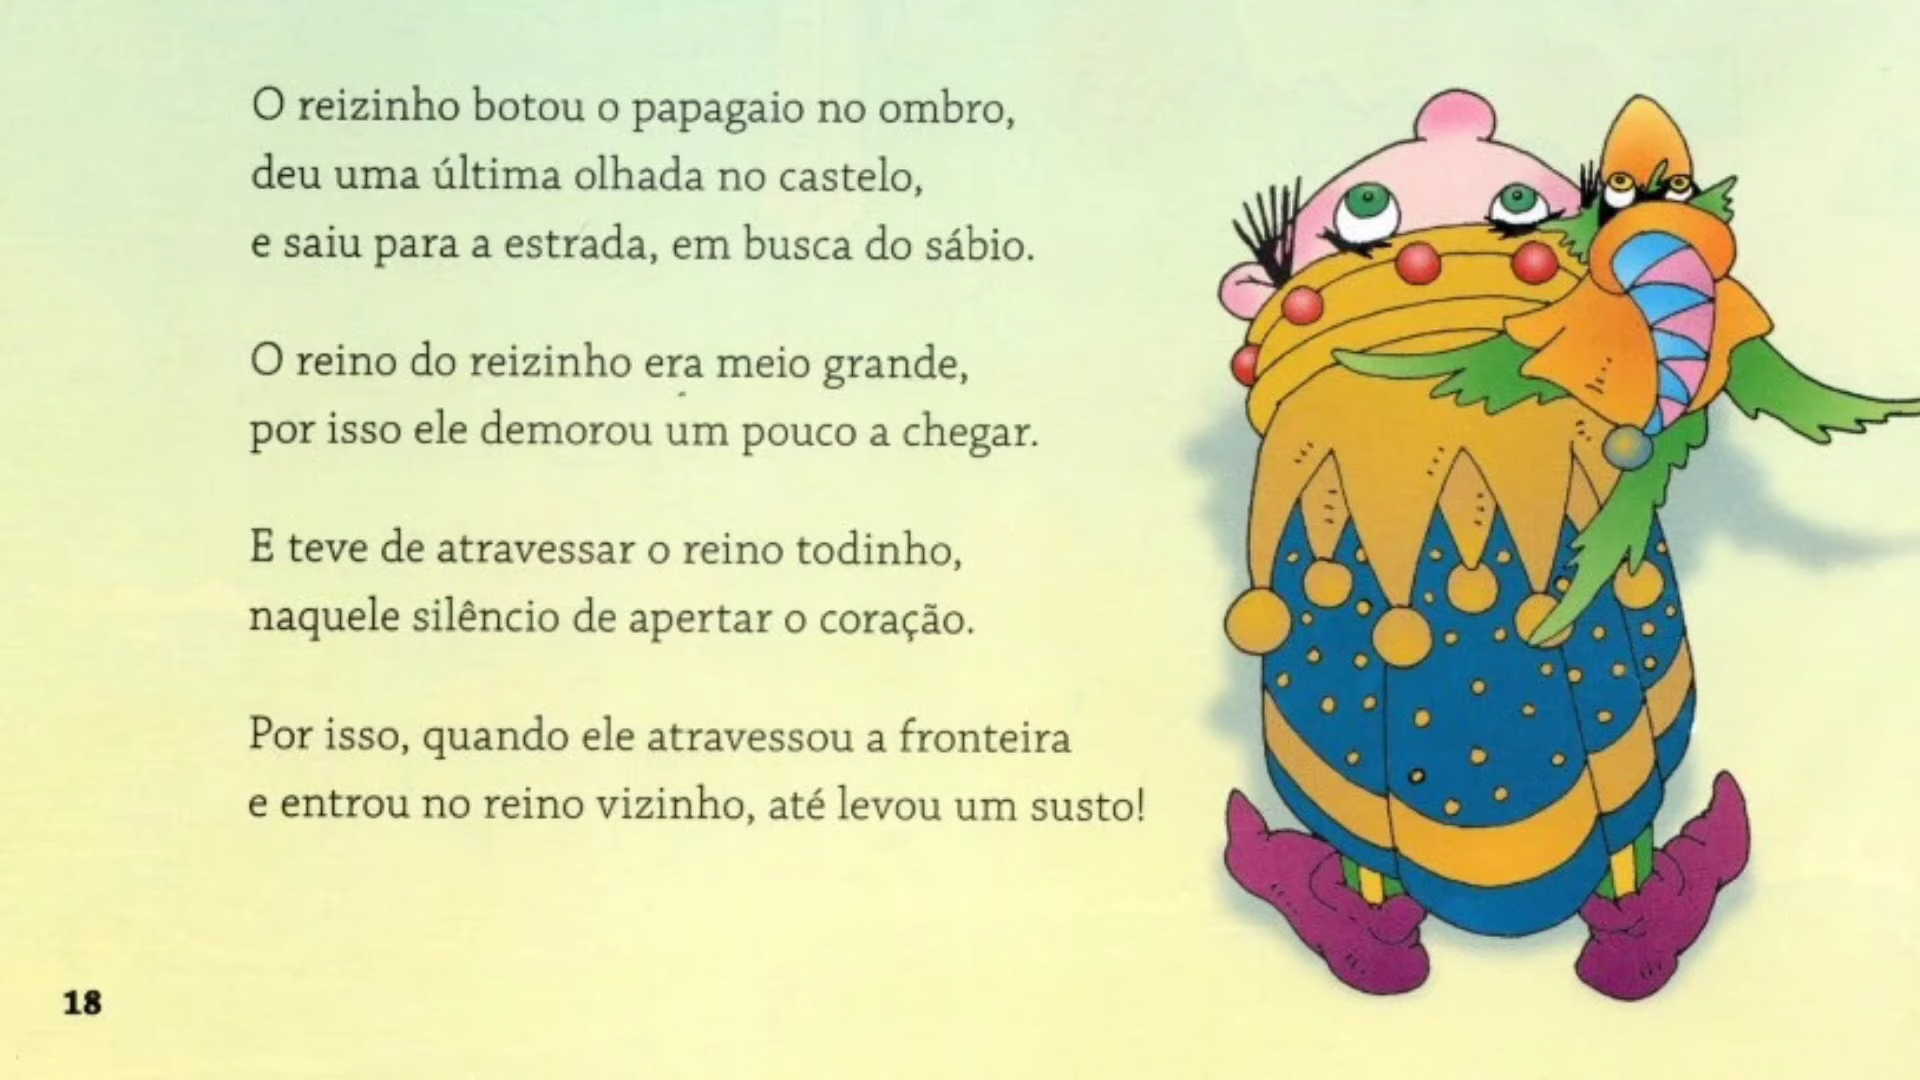 O reizinho botou o papagaio no ombro,
deu uma última olhada no castelo,
e saiu para a estrada, em busca do sábio.
O reino do reizinho era meio grande,
por isso ele demorou um pouco a chegar.
E teve de atravessar o reino todinho,
naquele silêncio de apertar o coração.
Por isso, quando ele atravessou a fronteira
e entrou no reino vizinho, até levou um susto!
18